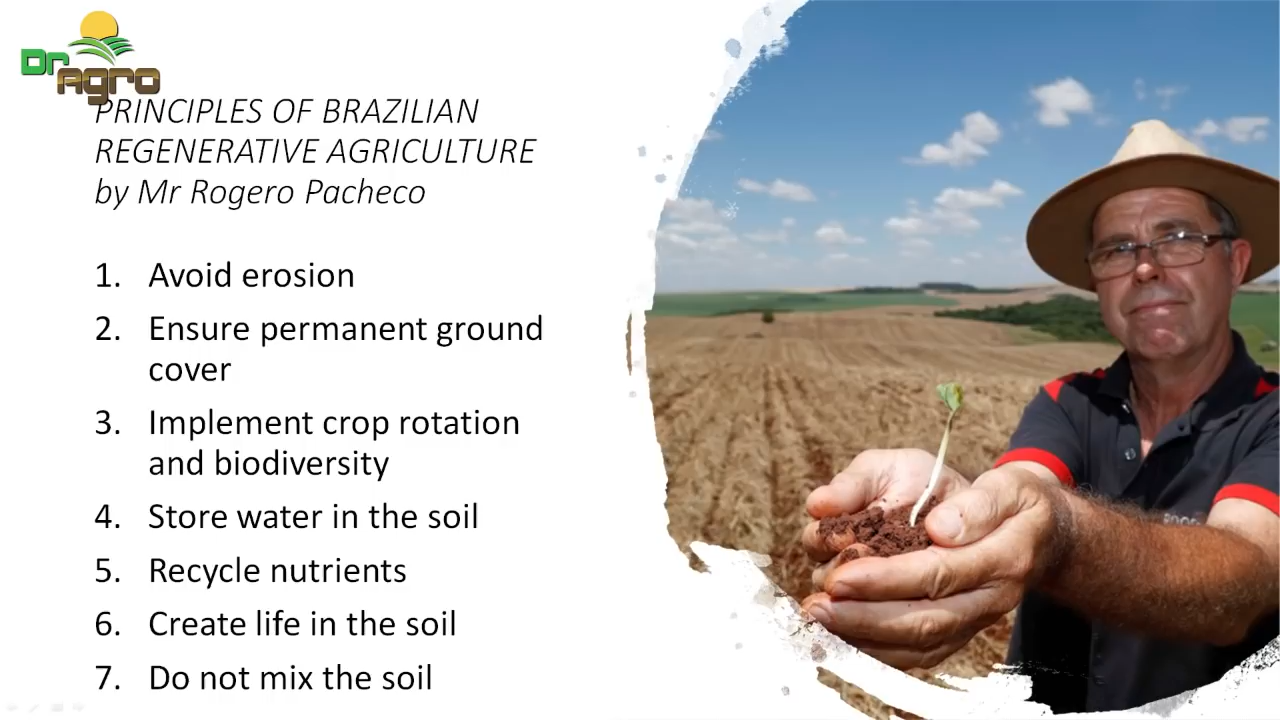 Dr
Agro
PRINCIPLES OF BRAZILIAN
REGENERATIVE AGRICULTURE
by Mr Rogero Pacheco
1. Avoid erosion
2. Ensure permanent ground
cover
3. Implement crop rotation
and biodiversity
4. Store water in the soil
5. Recycle nutrients
6. Create life in the soil
7. Do not mix the soil